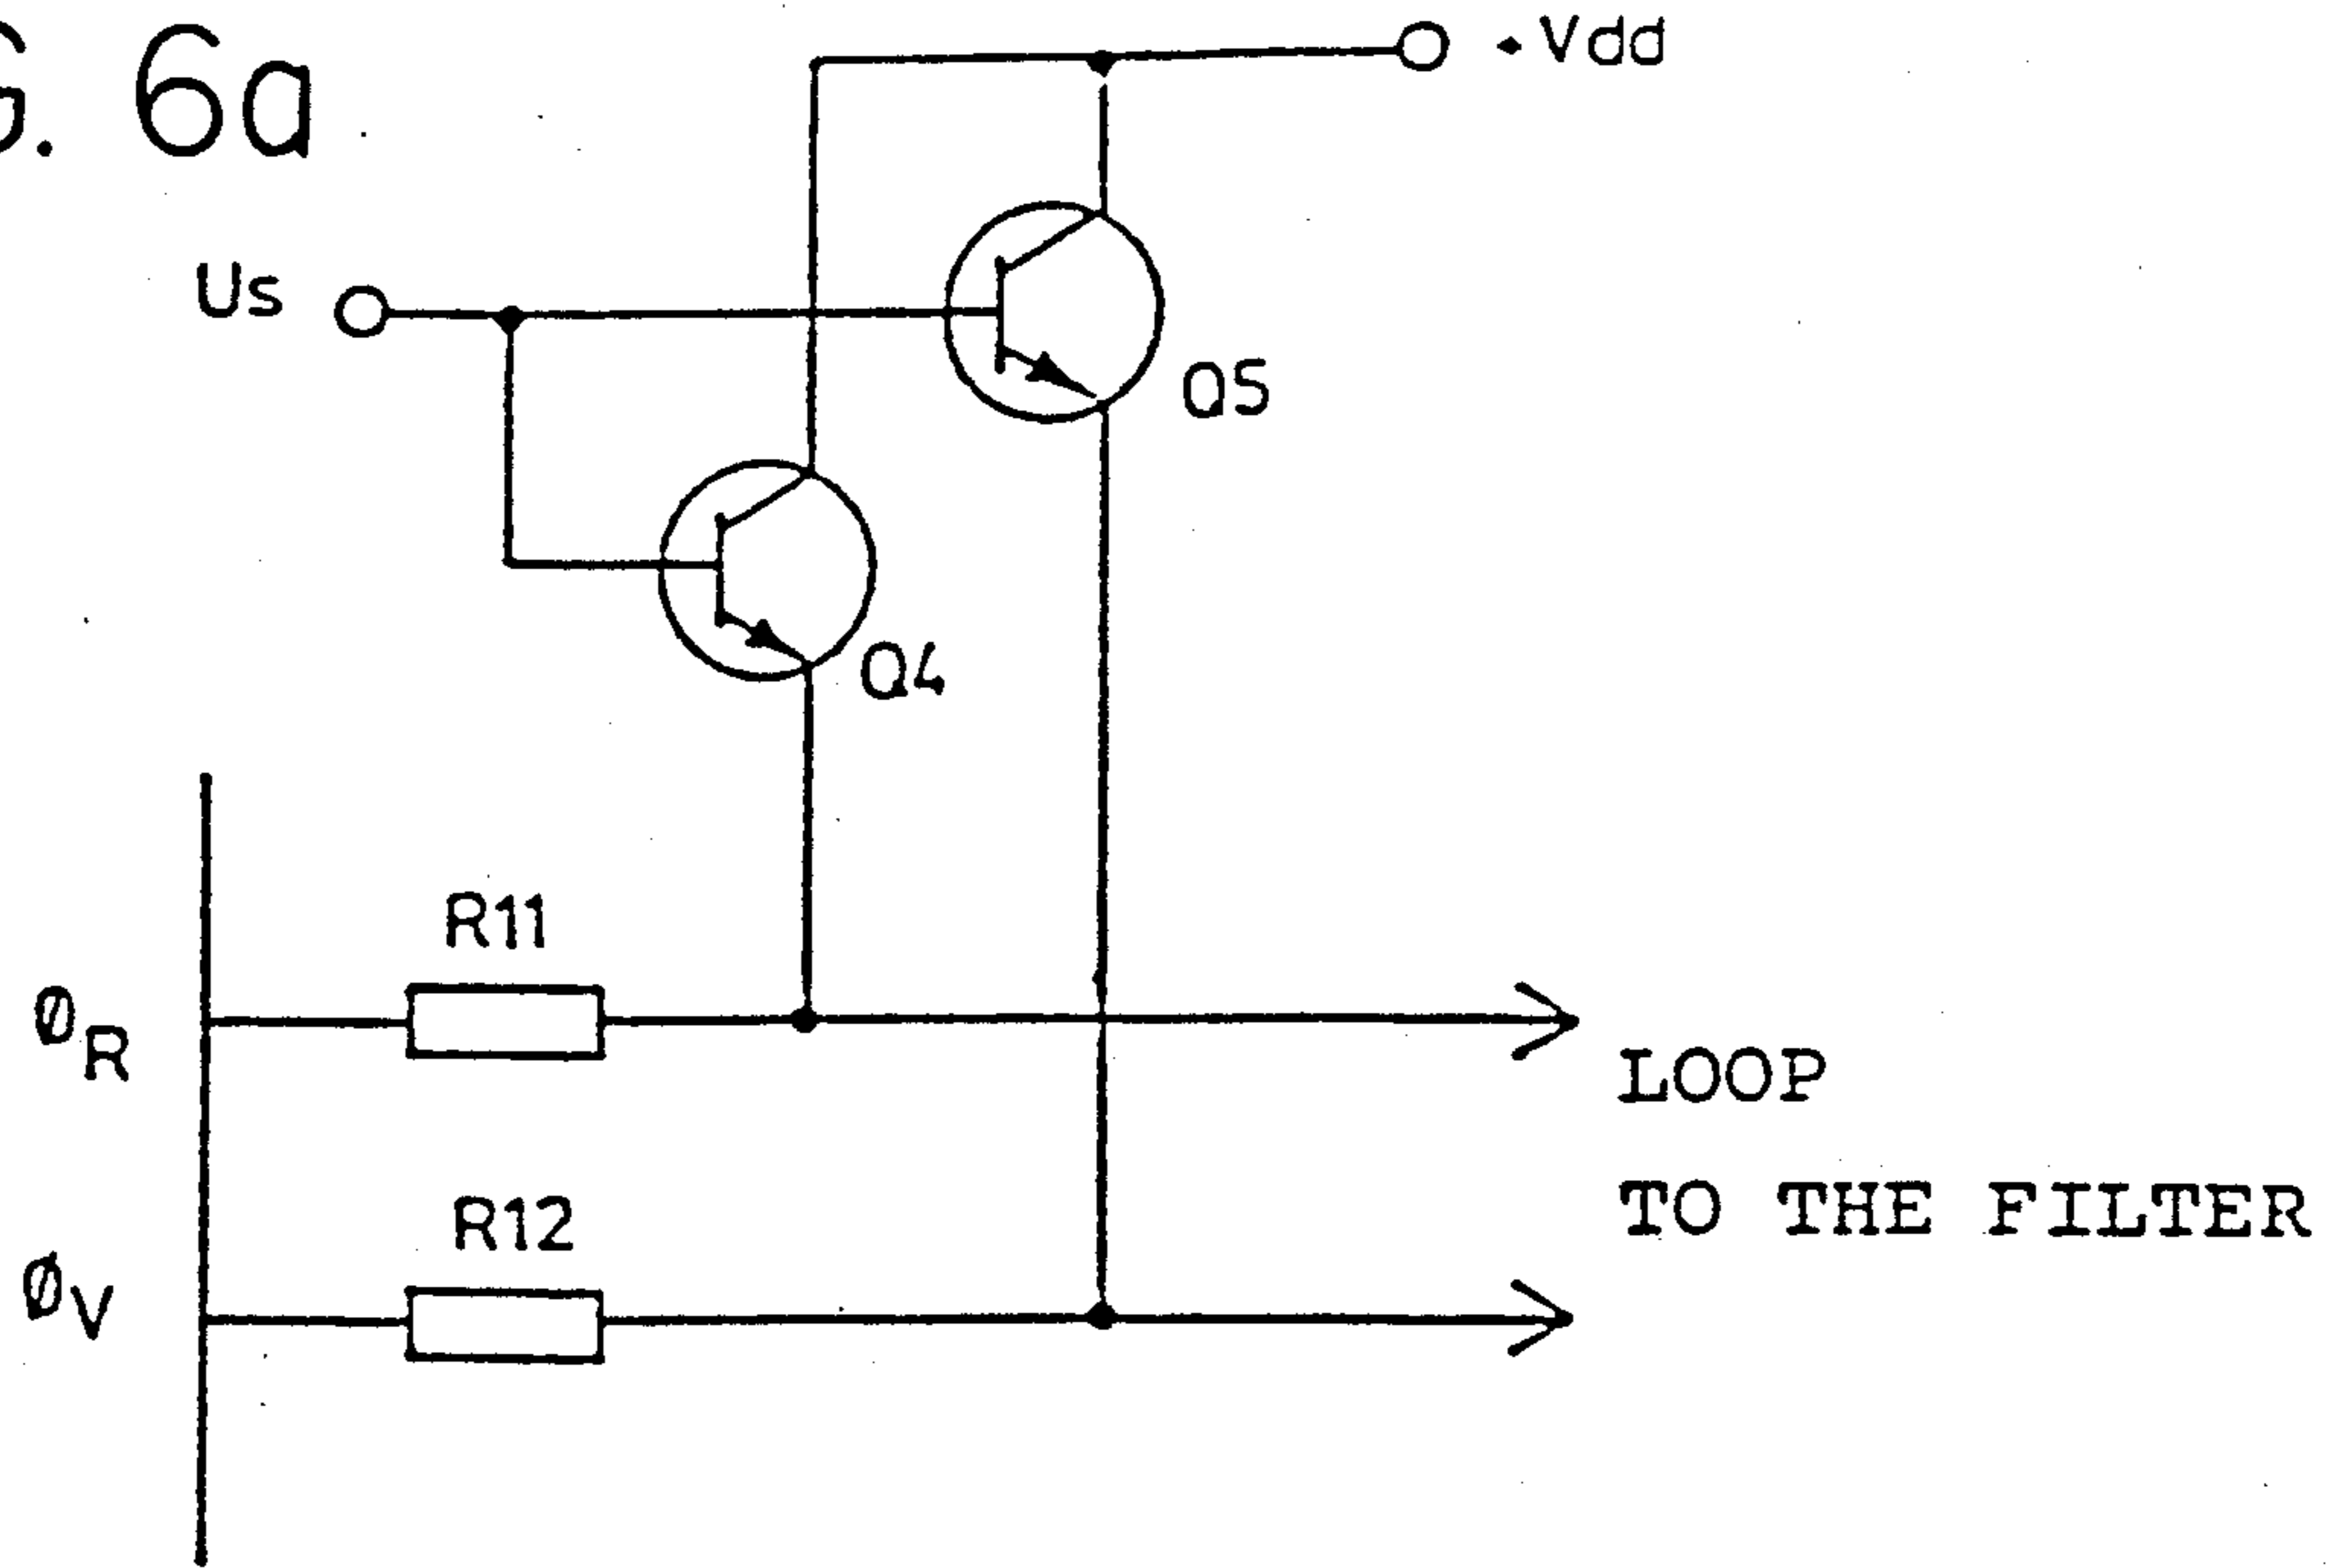 G. 6a
+Vdd
Us
Q5
Q4
R11
ØR
LOOP
TO THE FILTER
R12
ØV